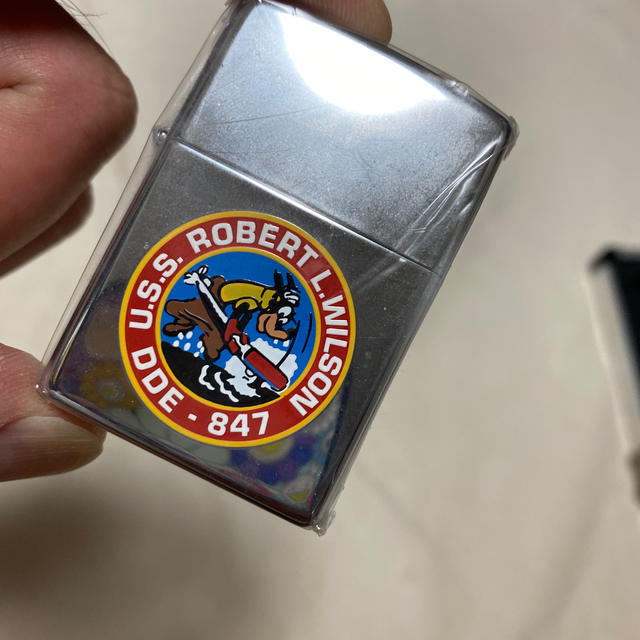 U.S.S. ROBERT L. WILSON
DDE - 847